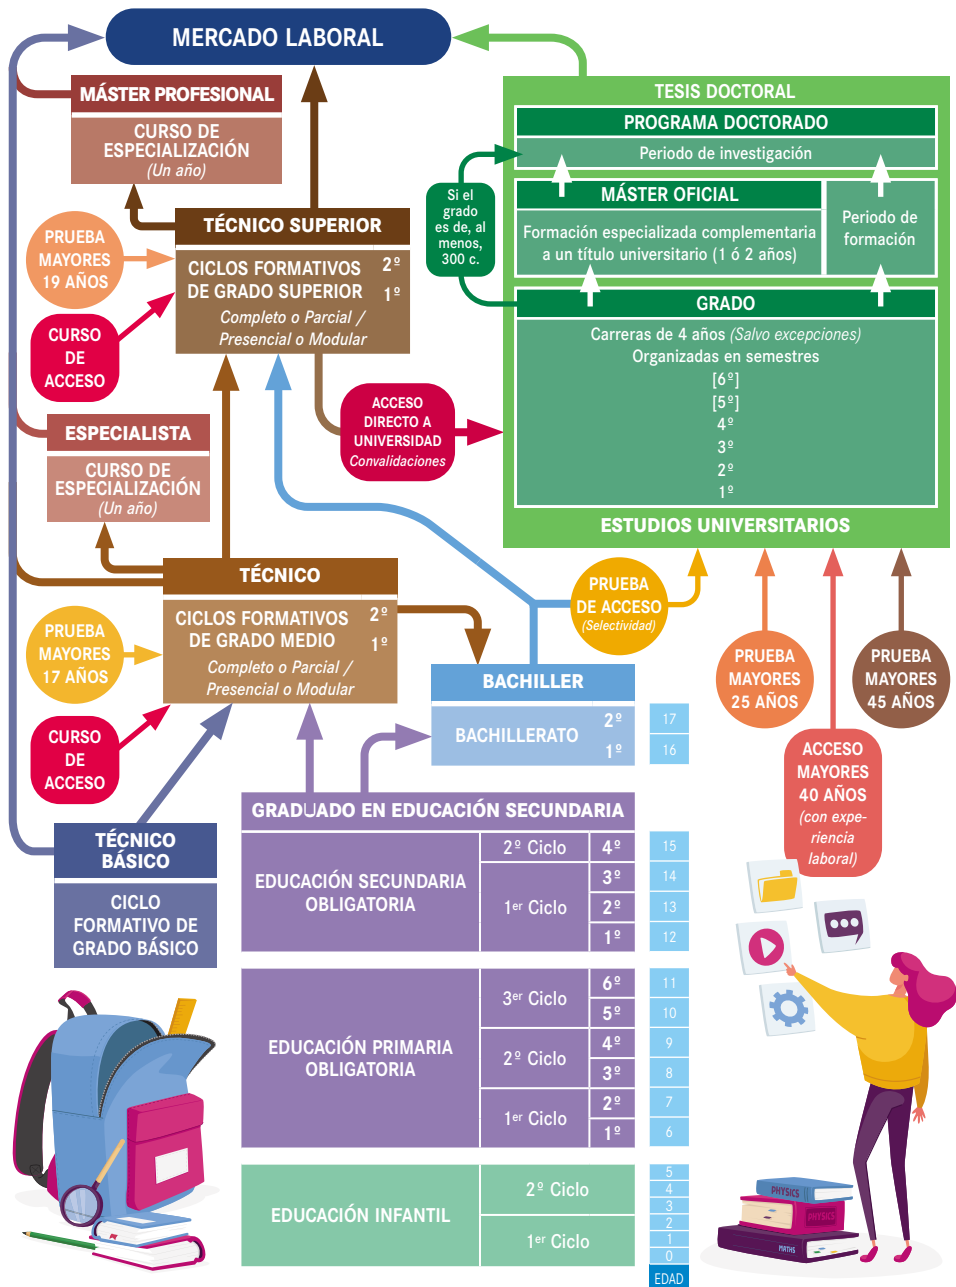 MERCADO LABORAL
MÁSTER PROFESIONAL
CURSO DE
ESPECIALIZACIÓN
(Un año)
TÉCNICO SUPERIOR
CICLOS FORMATIVOS 2º
DE GRADO SUPERIOR 1º
Completo o Parcial /
Presencial o Modular
PRUEBA
MAYORES
19 AÑOS
CURSO
DE
ACCESO
ESPECIALISTA
CURSO DE
ESPECIALIZACIÓN
(Un año)
TÉCNICO
CICLOS FORMATIVOS 2º
DE GRADO MEDIO 1º
Completo o Parcial /
Presencial o Modular
PRUEBA
MAYORES
17 AÑOS
CURSO
DE
ACCESO
TÉCNICO
BÁSICO
CICLO
FORMATIVO DE
GRADO BÁSICO
TESIS DOCTORAL
PROGRAMA DOCTORADO
Periodo de investigación
Si el
grado
es de, al
menos,
300 c.
MÁSTER OFICIAL
Formación especializada complementaria
a un título universitario (1 ó 2 años)
Periodo de
formación
GRADO
Carreras de 4 años (Salvo excepciones)
Organizadas en semestres
[6º]
[5º]
4º
3º
2º
1º
ESTUDIOS UNIVERSITARIOS
ACCESO
DIRECTO A
UNIVERSIDAD
Convalidaciones
PRUEBA
DE ACCESO
(Selectividad)
PRUEBA
MAYORES
25 AÑOS
PRUEBA
MAYORES
45 AÑOS
ACCESO
MAYORES
40 AÑOS
(con expe-
riencia
laboral)
BACHILLER
BACHILLERATO
2º 17
1º 16
GRADUADO EN EDUCACIÓN SECUNDARIA
EDUCACIÓN SECUNDARIA
OBLIGATORIA
2º Ciclo 4º 15
3º 14
1er Ciclo 2º 13
1º 12
EDUCACIÓN PRIMARIA
OBLIGATORIA
3er Ciclo 6º 11
5º 10
2º Ciclo 4º 9
3º 8
1er Ciclo 2º 7
1º 6
EDUCACIÓN INFANTIL
2º Ciclo
1er Ciclo
5
4
3
2
1
0
EDAD
PHYSICS
PHYSICS
MATHS